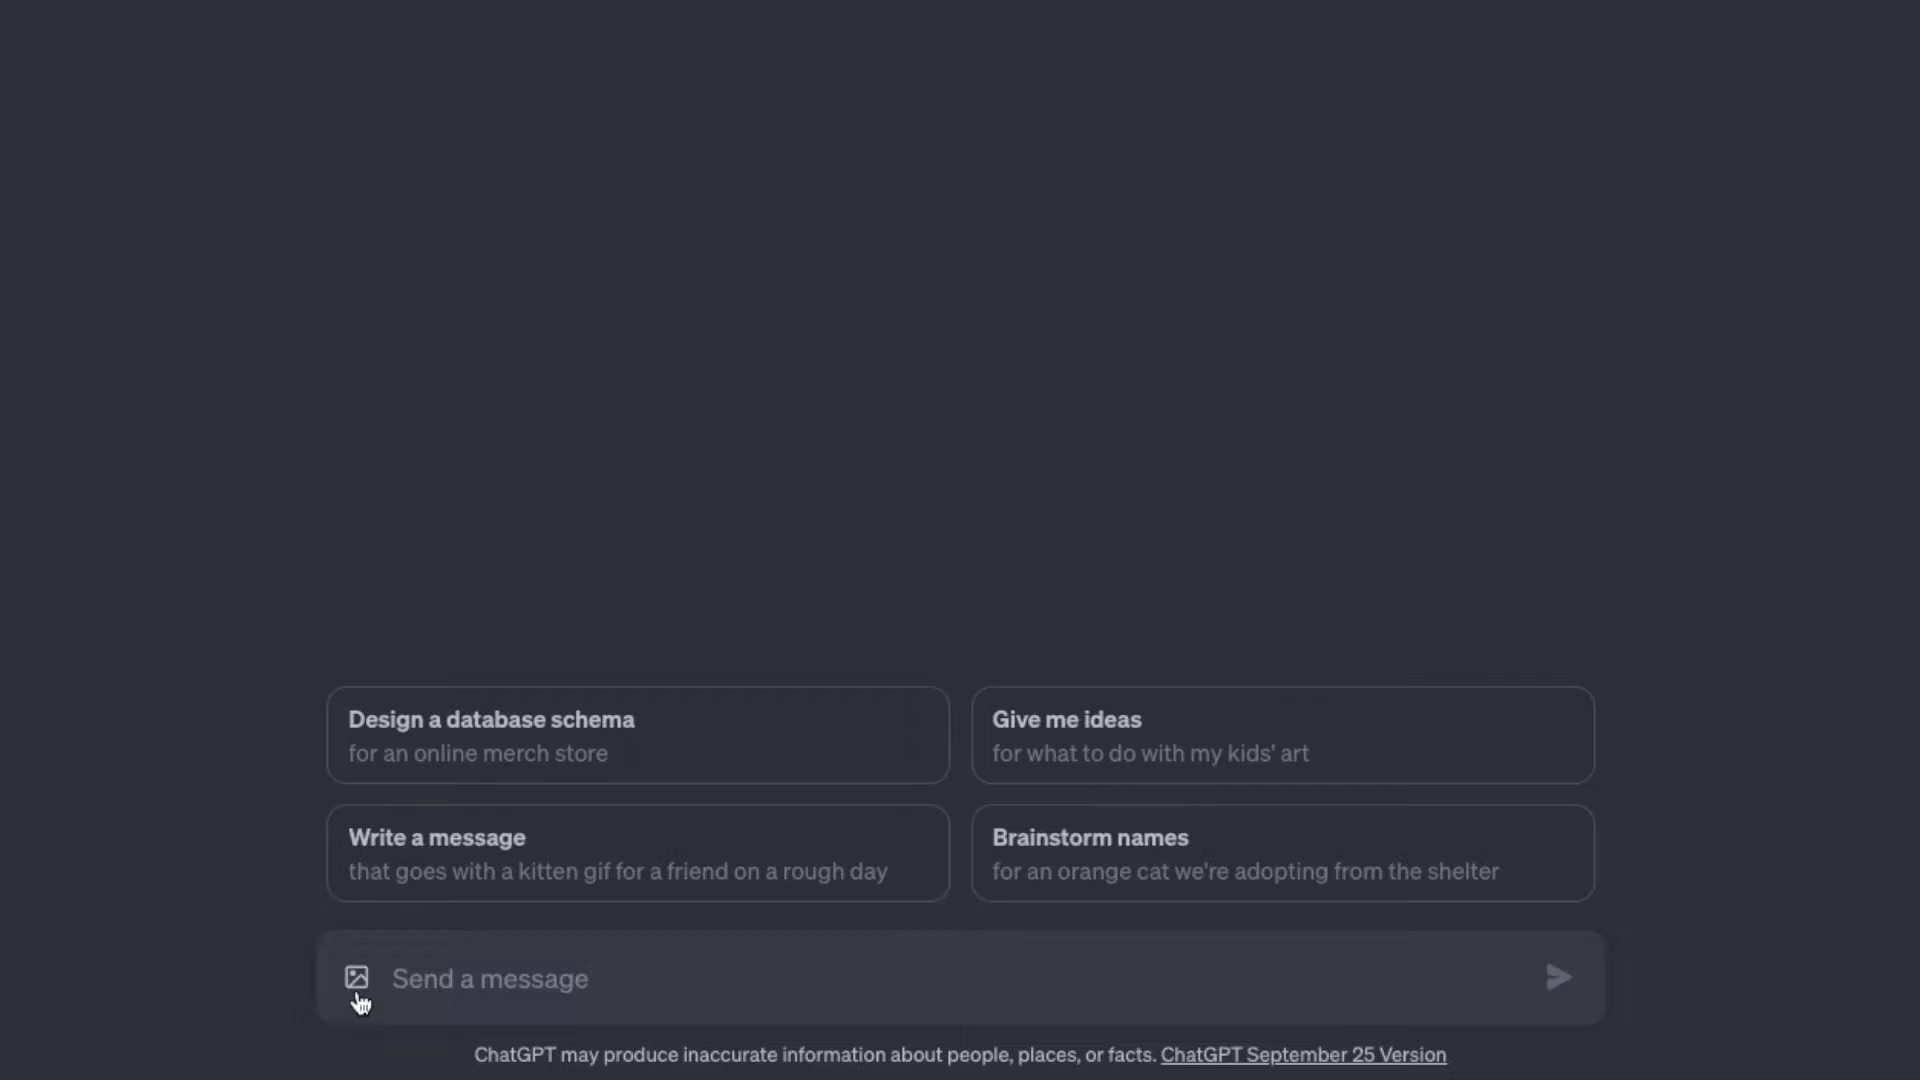 Design a database schema
for an online merch store
Give me ideas
for what to do with my kids' art
Write a message
that goes with a kitten gif for a friend on a rough day
Brainstorm names
for an orange cat we're adopting from the shelter
Send a message
ChatGPT may produce inaccurate information about people, places, or facts. ChatGPT September 25 Version